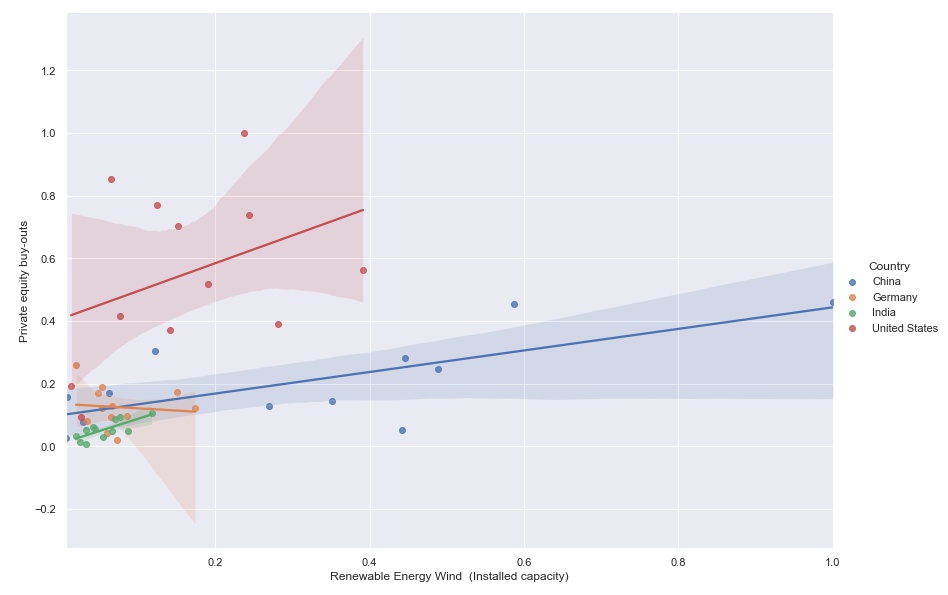 1.2
1.0
0.8
0.6
0.4
0.2
0.0
−0.2
Private equity buy-outs
0.2
0.4
0.6
0.8
1.0
Renewable Energy Wind  (Installed capacity)
Country
China
Germany
India
United States